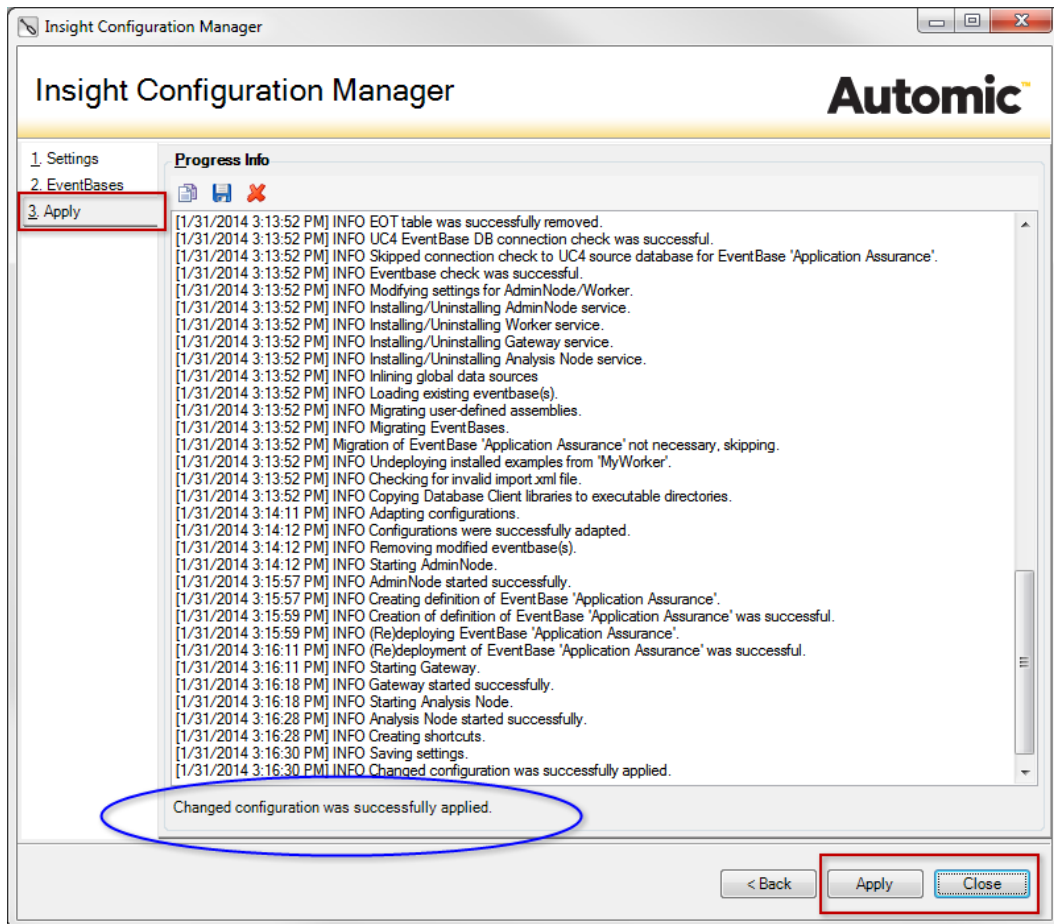 Insight Configuration Manager
Insight Configuration Manager
Automic™
1. Settings
2. EventBases
3. Apply
Progress Info
[1/31/2014 3:13:52 PM] INFO EOT table was successfully removed.
[1/31/2014 3:13:52 PM] INFO UC4 EventBase DB connection check was successful.
[1/31/2014 3:13:52 PM] INFO Skipped connection check to UC4 source database for EventBase 'Application Assurance'.
[1/31/2014 3:13:52 PM] INFO Eventbase check was successful.
[1/31/2014 3:13:52 PM] INFO Modifying settings for AdminNode/Worker.
[1/31/2014 3:13:52 PM] INFO Installing/Uninstalling AdminNode service.
[1/31/2014 3:13:52 PM] INFO Installing/Uninstalling Worker service.
[1/31/2014 3:13:52 PM] INFO Installing/Uninstalling Gateway service.
[1/31/2014 3:13:52 PM] INFO Installing/Uninstalling Analysis Node service.
[1/31/2014 3:13:52 PM] INFO Inlining global data sources
[1/31/2014 3:13:52 PM] INFO Loading existing eventbase(s).
[1/31/2014 3:13:52 PM] INFO Migrating user-defined assemblies.
[1/31/2014 3:13:52 PM] INFO Migrating EventBases.
[1/31/2014 3:13:52 PM] Migration of EventBase 'Application Assurance' not necessary, skipping.
[1/31/2014 3:13:52 PM] INFO Undeploying installed examples from 'MyWorker'.
[1/31/2014 3:13:52 PM] INFO Checking for invalid import.xml file.
[1/31/2014 3:13:52 PM] INFO Copying Database Client libraries to executable directories.
[1/31/2014 3:14:11 PM] INFO Adapting configurations.
[1/31/2014 3:14:12 PM] INFO Configurations were successfully adapted.
[1/31/2014 3:14:12 PM] INFO Removing modified eventbase(s).
[1/31/2014 3:14:12 PM] INFO Starting AdminNode.
[1/31/2014 3:15:57 PM] INFO AdminNode started successfully.
[1/31/2014 3:15:57 PM] INFO Creating definition of EventBase 'Application Assurance'.
[1/31/2014 3:15:59 PM] INFO Creation of definition of EventBase 'Application Assurance' was successful.
[1/31/2014 3:15:59 PM] INFO (Re)deploying EventBase 'Application Assurance'.
[1/31/2014 3:16:11 PM] INFO (Re)deployment of EventBase 'Application Assurance' was successful.
[1/31/2014 3:16:11 PM] INFO Starting Gateway.
[1/31/2014 3:16:18 PM] INFO Gateway started successfully.
[1/31/2014 3:16:18 PM] INFO Starting Analysis Node.
[1/31/2014 3:16:28 PM] INFO Analysis Node started successfully.
[1/31/2014 3:16:28 PM] INFO Creating shortcuts.
[1/31/2014 3:16:30 PM] INFO Saving settings.
[1/31/2014 3:16:30 PM] INFO Changed configuration was successfully applied.
Changed configuration was successfully applied.
< Back
Apply
Close